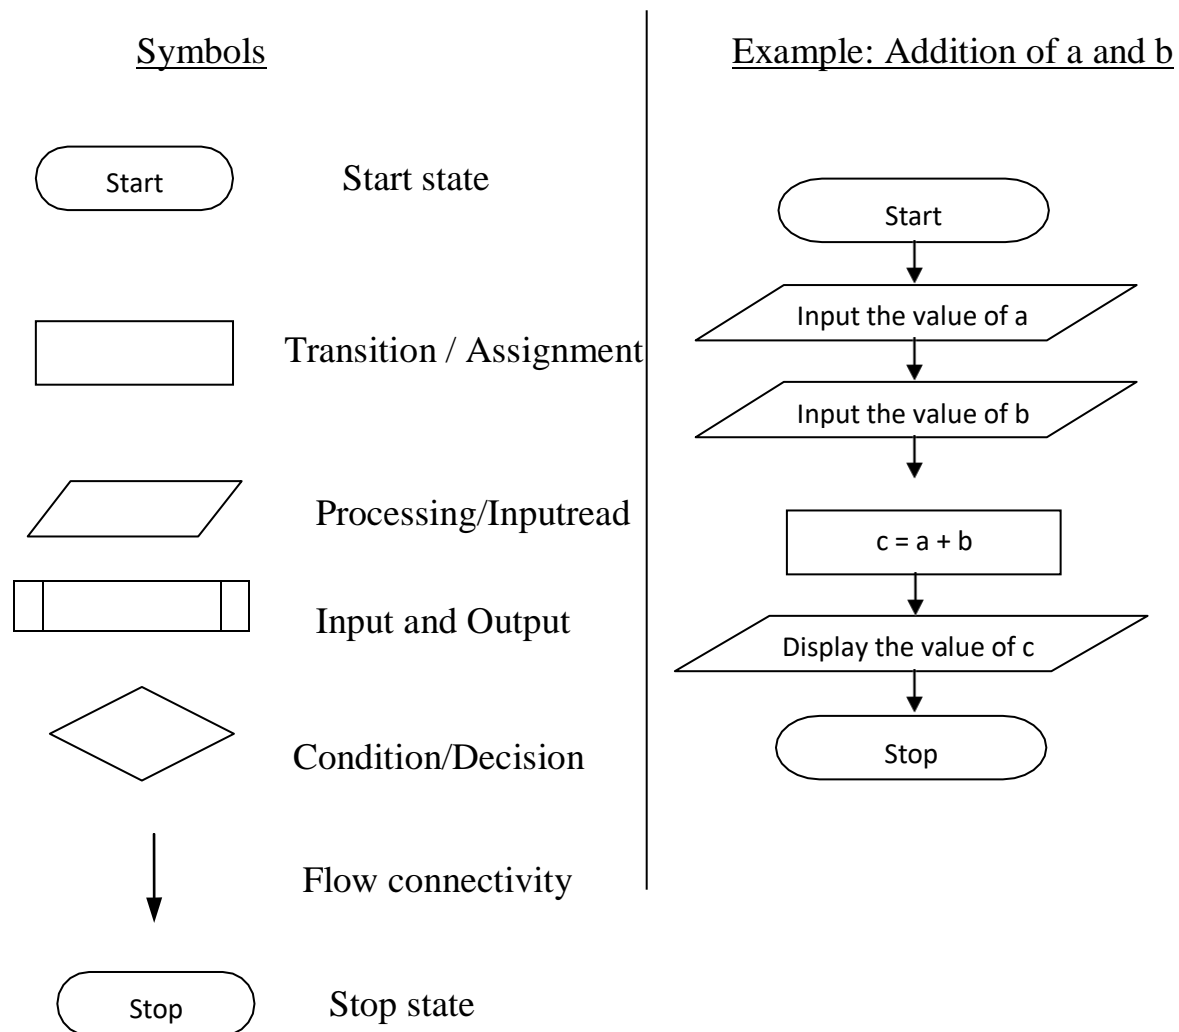 Symbols
Start
Start state
Transition / Assignment
Processing/Inputread
Input and Output
Condition/Decision
Flow connectivity
Stop
Stop state
Example: Addition of a and b
Start
Input the value of a
Input the value of b
c = a + b
Display the value of c
Stop